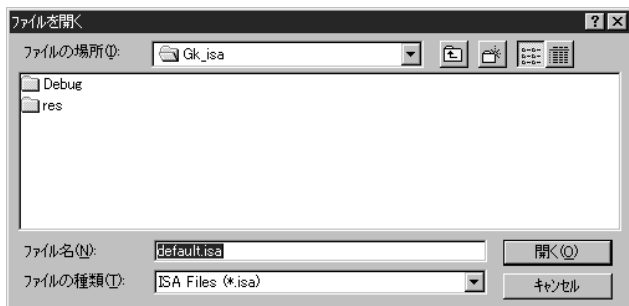 ファイルを開く
ファイルの場所(I): Gk_isa
Debug
res
ファイル名(N): default.isa 開く(O)
ファイルの種類(T): ISA Files (*.isa) キャンセル